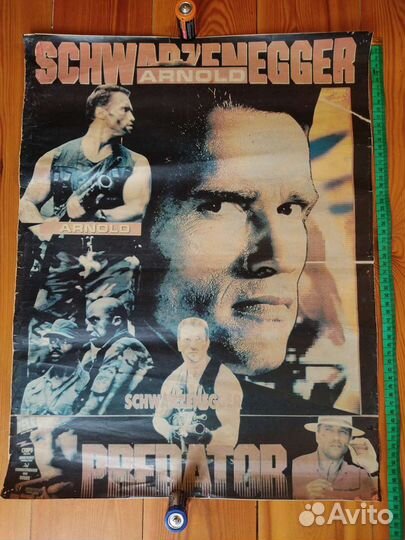 SCHWARZENEGGER
ARNOLD
ARNOLD
SCHWARZENEGGER
PREDATOR
Avito